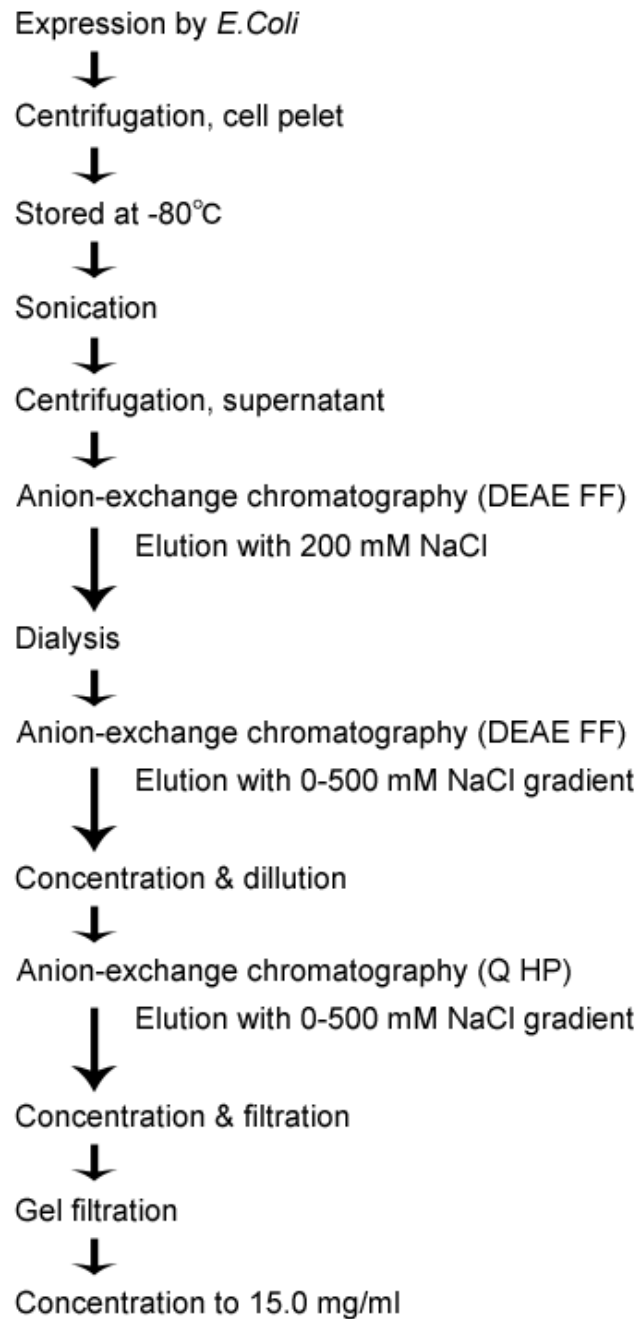 Expression by E.Coli
Centrifugation, cell pelet
Stored at -80℃
Sonication
Centrifugation, supernatant
Anion-exchange chromatography (DEAE FF)
Elution with 200 mM NaCl
Dialysis
Anion-exchange chromatography (DEAE FF)
Elution with 0-500 mM NaCl gradient
Concentration & dillution
Anion-exchange chromatography (Q HP)
Elution with 0-500 mM NaCl gradient
Concentration & filtration
Gel filtration
Concentration to 15.0 mg/ml